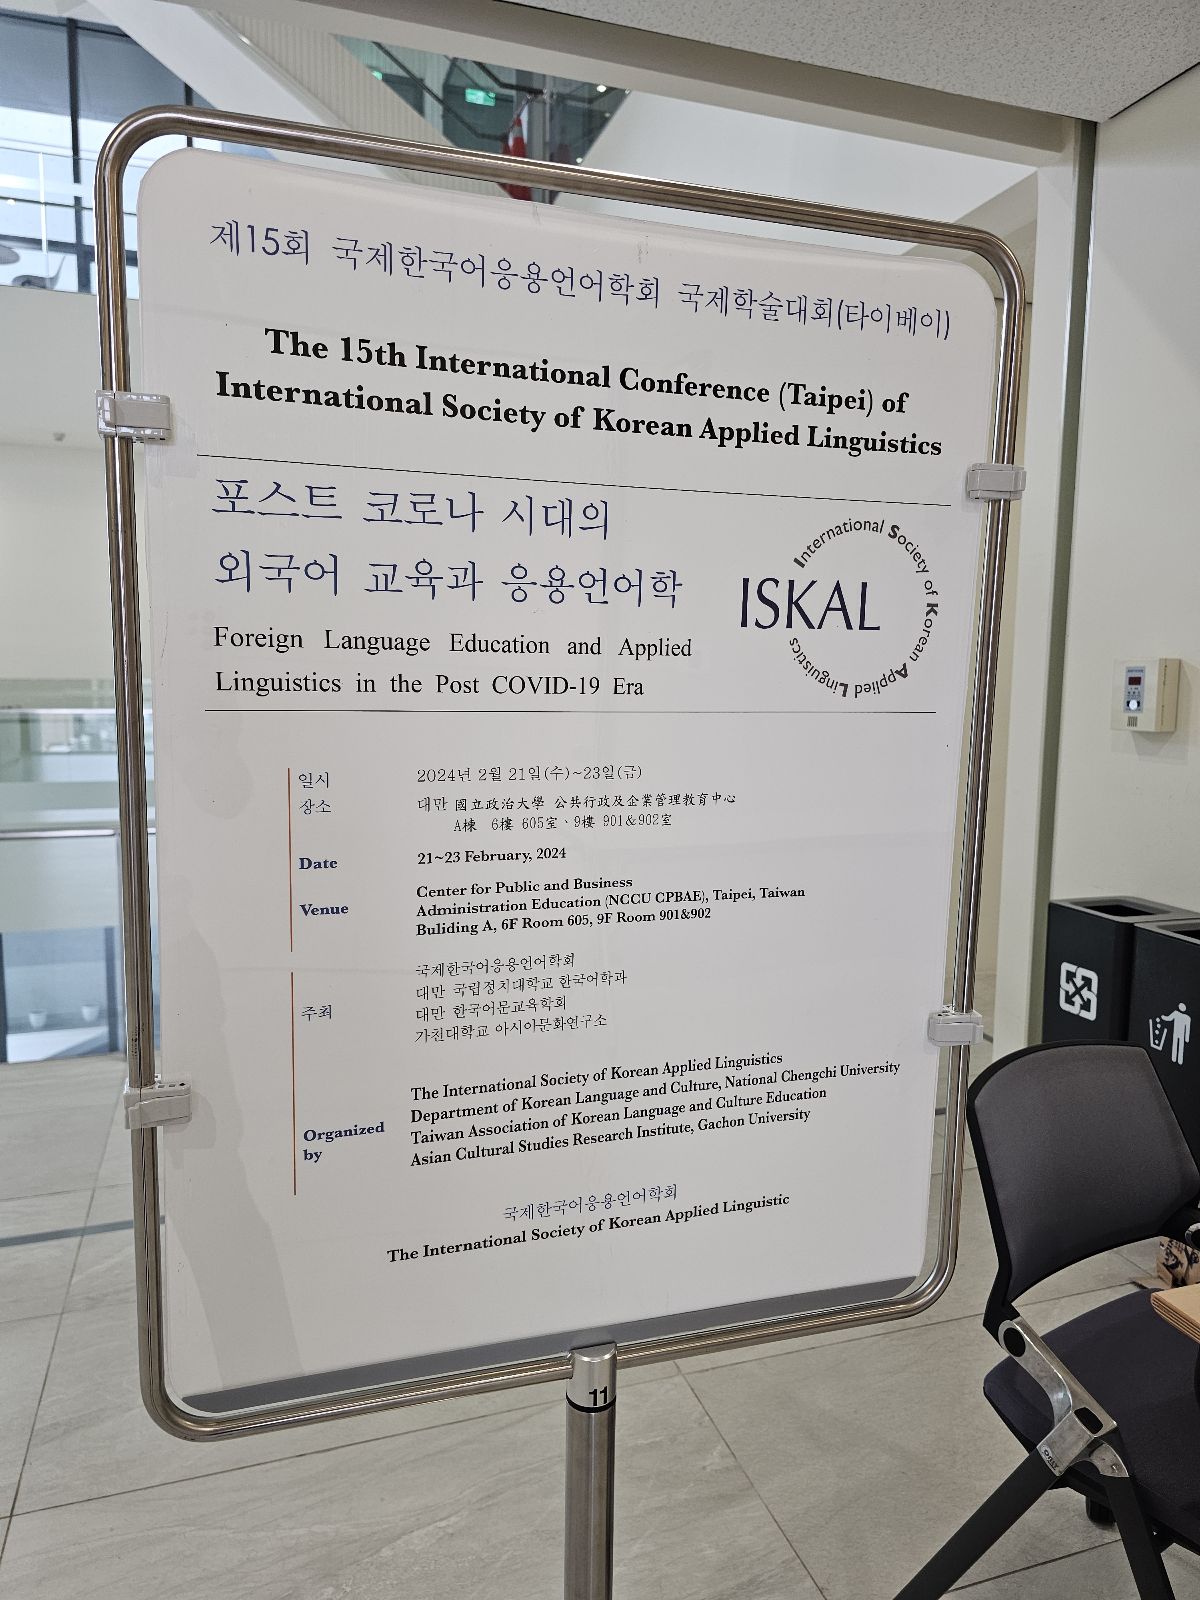 제15회 국제한국어응용언어학회 국제학술대회(타이베이)
The 15th International Conference (Taipei) of
International Society of Korean Applied Linguistics
포스트 코로나 시대의
외국어 교육과 응용언어학
Foreign Language Education and Applied
Linguistics in the Post COVID-19 Era
ISKAL
International Society of Korean Applied Linguistics
일시 2024년 2월 21일(수)~23일(금)
장소 대만 國立政治大學 公共行政及企業管理教育中心
A棟 6樓 605室、9樓 901&902室
Date 21~23 February, 2024
Center for Public and Business
Venue Administration Education (NCCU CPBAE), Taipei, Taiwan
Buliding A, 6F Room 605, 9F Room 901&902
국제한국어응용언어학회
대만 국립정치대학교 한국어학과
주최 대만 한국어문교육학회
가천대학교 아시아문화연구소
The International Society of Korean Applied Linguistics
Department of Korean Language and Culture, National Chengchi University
Organized Taiwan Association of Korean Language and Culture Education
by Asian Cultural Studies Research Institute, Gachon University
국제한국어응용언어학회
The International Society of Korean Applied Linguistic
11